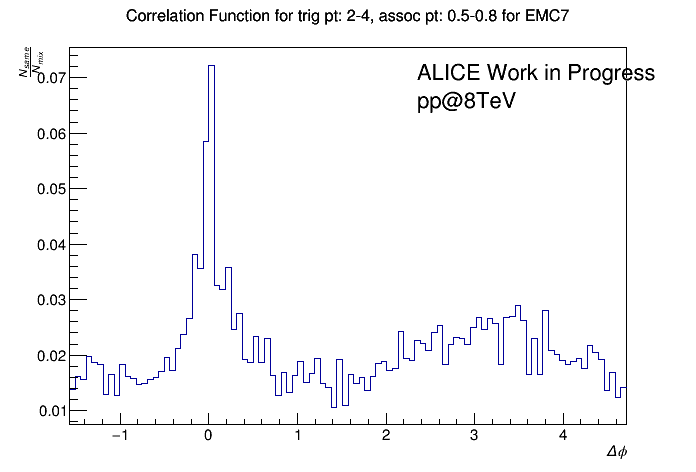 Correlation Function for trig pt: 2-4, assoc pt: 0.5-0.8 for EMC7
N_same
N_mix
ALICE Work in Progress
pp@8TeV
0.07
0.06
0.05
0.04
0.03
0.02
0.01
−1 0 1 2 3 4
Δϕ